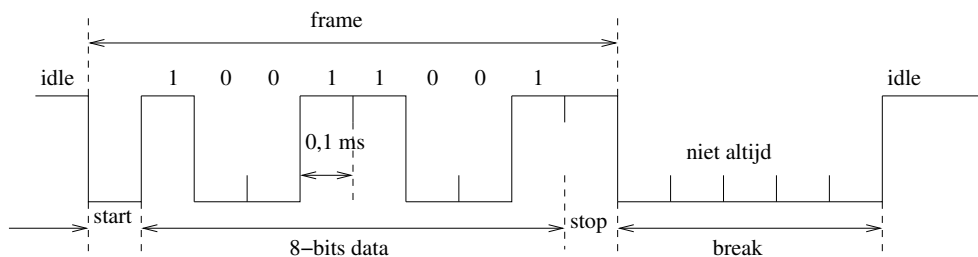 frame
idle 1 0 0 1 1 0 0 1 idle
0,1 ms
niet altijd
start stop
8−bits data break